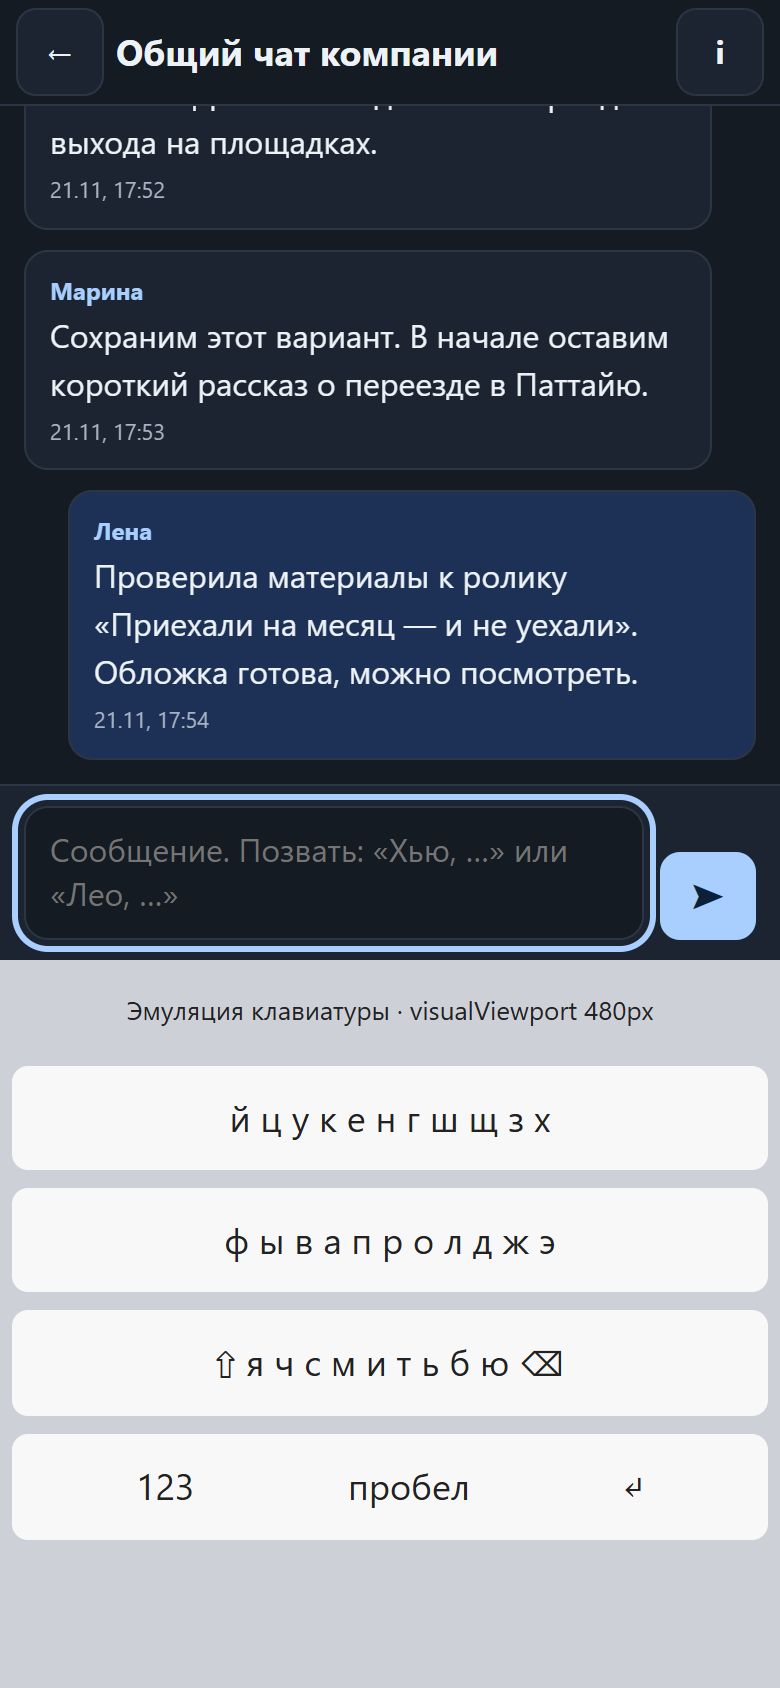 ←
Общий чат компании
i
выхода на площадках.
21.11, 17:52
Марина
Сохраним этот вариант. В начале оставим
короткий рассказ о переезде в Паттайю.
21.11, 17:53
Лена
Проверила материалы к ролику
«Приехали на месяц — и не уехали».
Обложка готова, можно посмотреть.
21.11, 17:54
Сообщение. Позвать: «Хью, ...» или
«Лео, ...»
➤
Эмуляция клавиатуры · visualViewport 480px
й ц у к е н г ш щ з х
ф ы в а п р о л д ж э
⇧ я ч с м и т ь б ю ⌫
123 пробел ↵